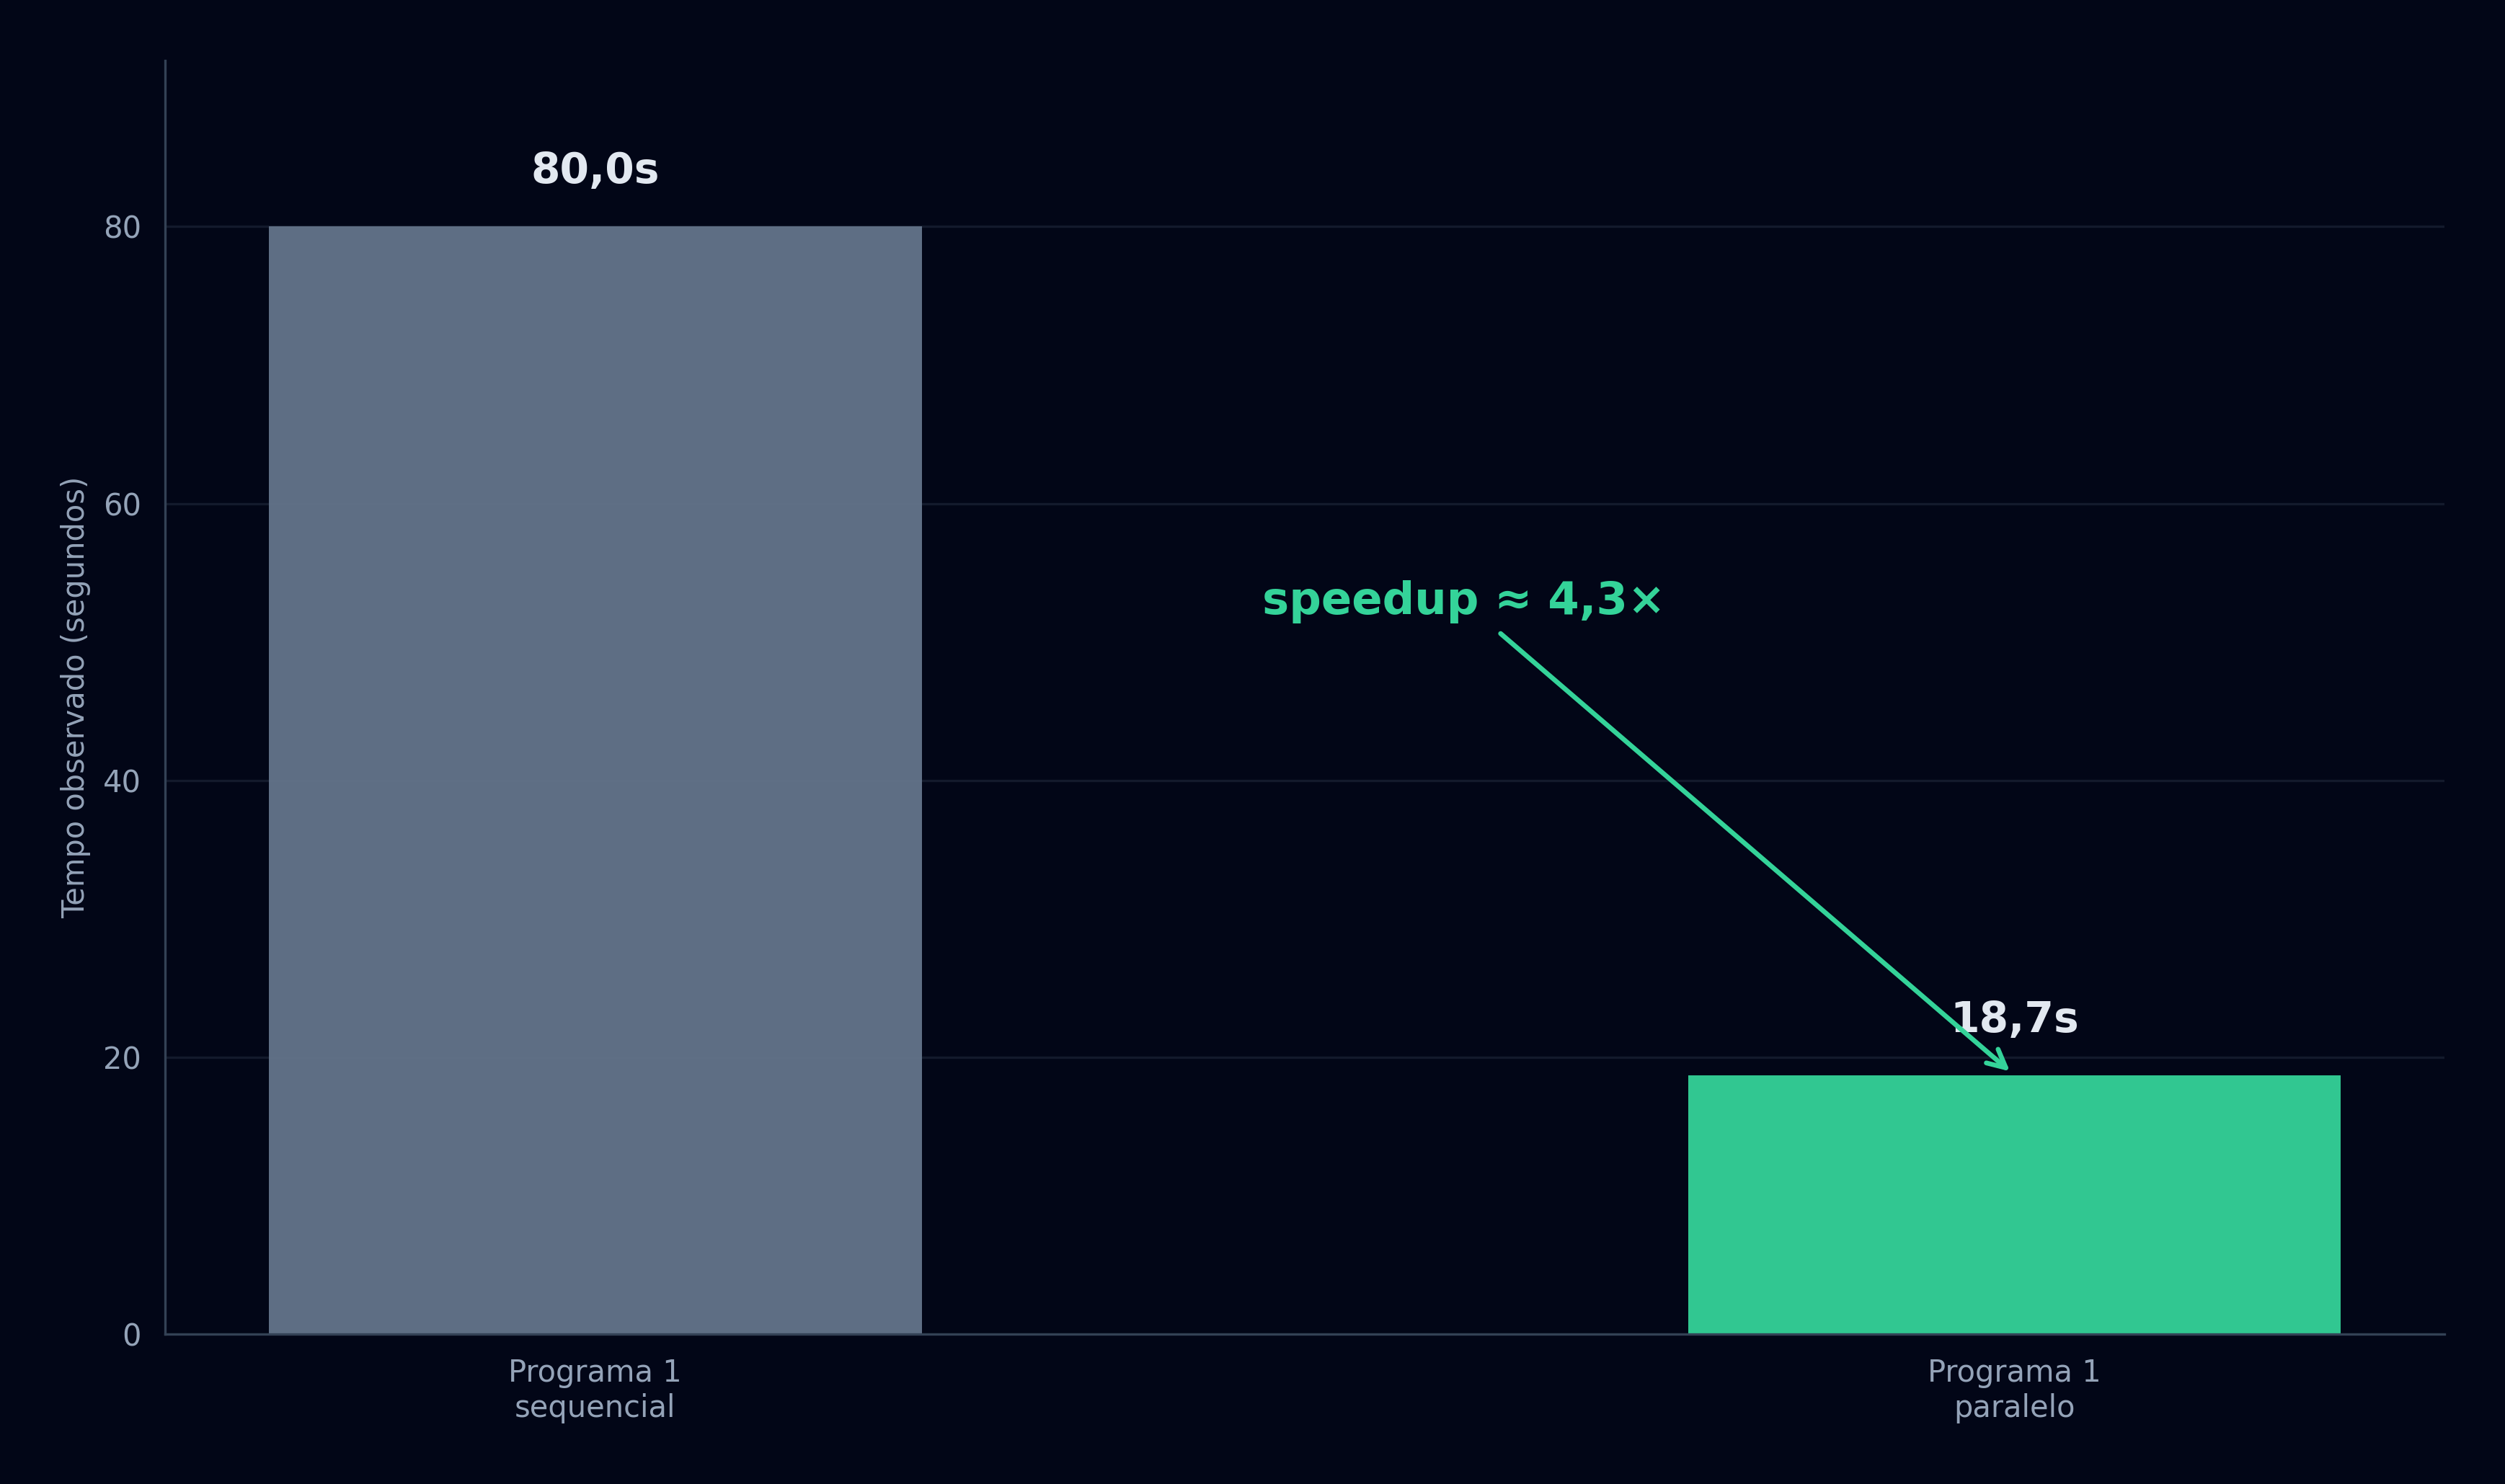 80,0s
80
60
40
20
0
Tempo observado (segundos)
speedup ≈ 4,3×
18,7s
Programa 1
sequencial
Programa 1
paralelo